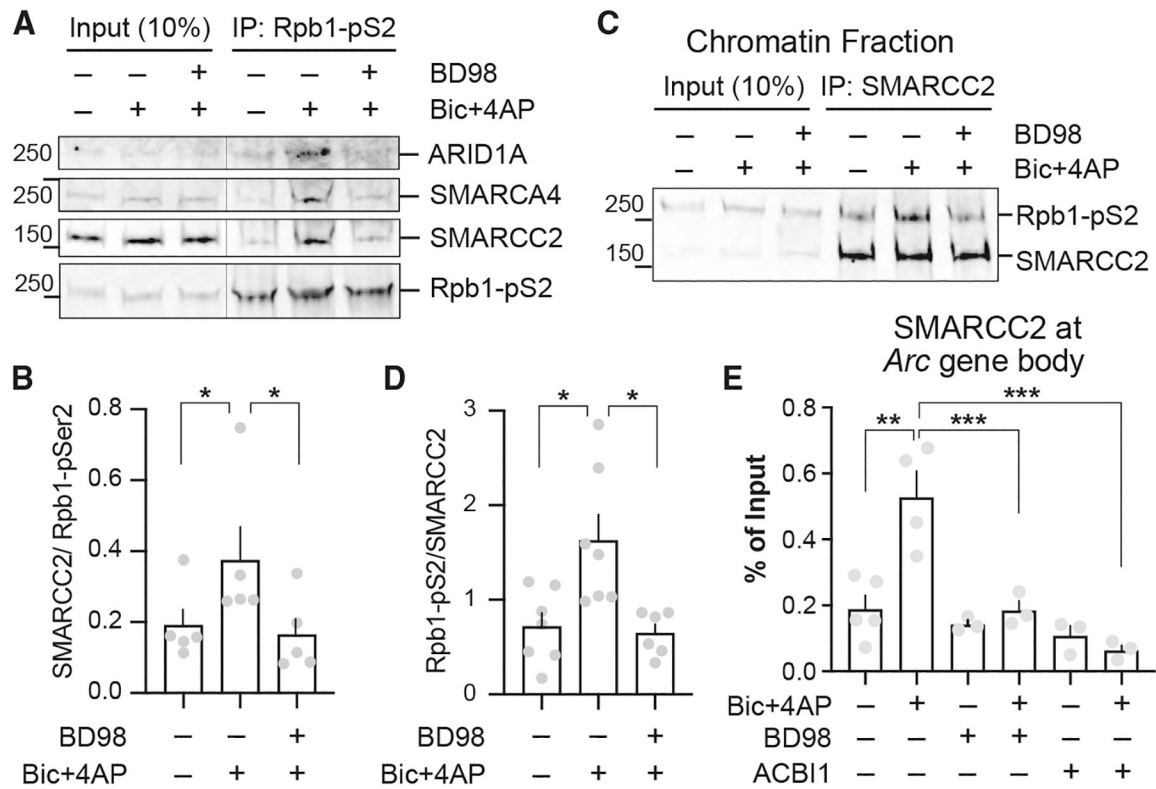 A
Input (10%) IP: Rpb1-pS2
– – + – – + BD98
– + + – + + Bic+4AP
250 ARID1A
250 SMARCA4
150 SMARCC2
250 Rpb1-pS2
C
Chromatin Fraction
Input (10%) IP: SMARCC2
– – + – – + BD98
– + + – + + Bic+4AP
250 Rpb1-pS2
150 SMARCC2
B
SMARCC2/ Rpb1-pSer2
0.8
0.6
0.4
0.2
0.0
* *
BD98 – – +
Bic+4AP – + +
D
Rpb1-pS2/SMARCC2
3
2
1
0
* *
BD98 – – +
Bic+4AP – + +
E
SMARCC2 at
Arc gene body
% of Input
0.8
0.6
0.4
0.2
0.0
***
** ***
Bic+4AP – + – + – +
BD98 – – + + – –
ACBI1 – – – – + +